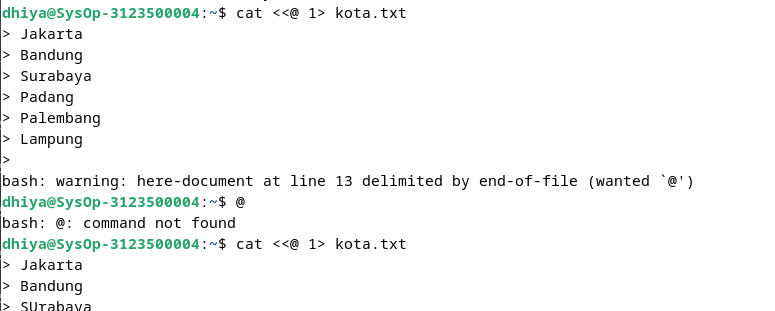 dhiya@SysOp-3123500004:~$ cat <<@ 1> kota.txt
> Jakarta
> Bandung
> Surabaya
> Padang
> Palembang
> Lampung
>
bash: warning: here-document at line 13 delimited by end-of-file (wanted `@')
dhiya@SysOp-3123500004:~$ @
bash: @: command not found
dhiya@SysOp-3123500004:~$ cat <<@ 1> kota.txt
> Jakarta
> Bandung
> SUrabaya